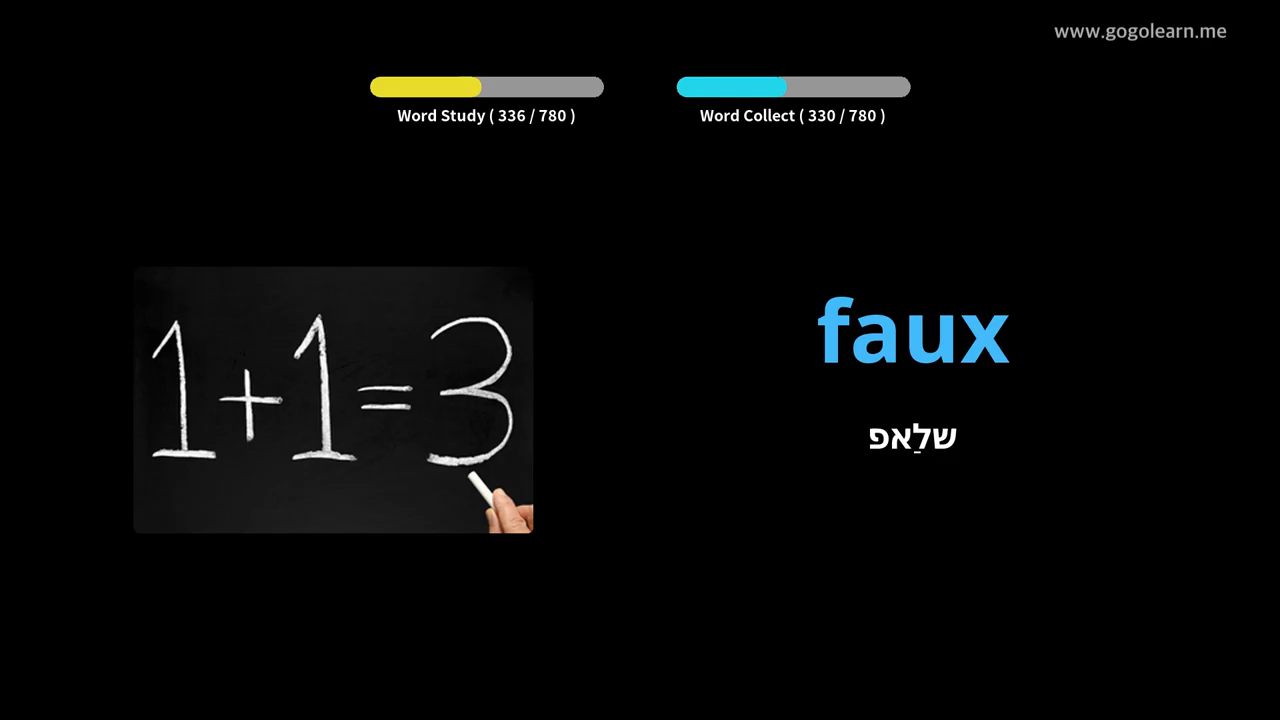 www.gogolearn.me
Word Study ( 336 / 780 )
Word Collect ( 330 / 780 )
1+1=3
faux
שלַאפ